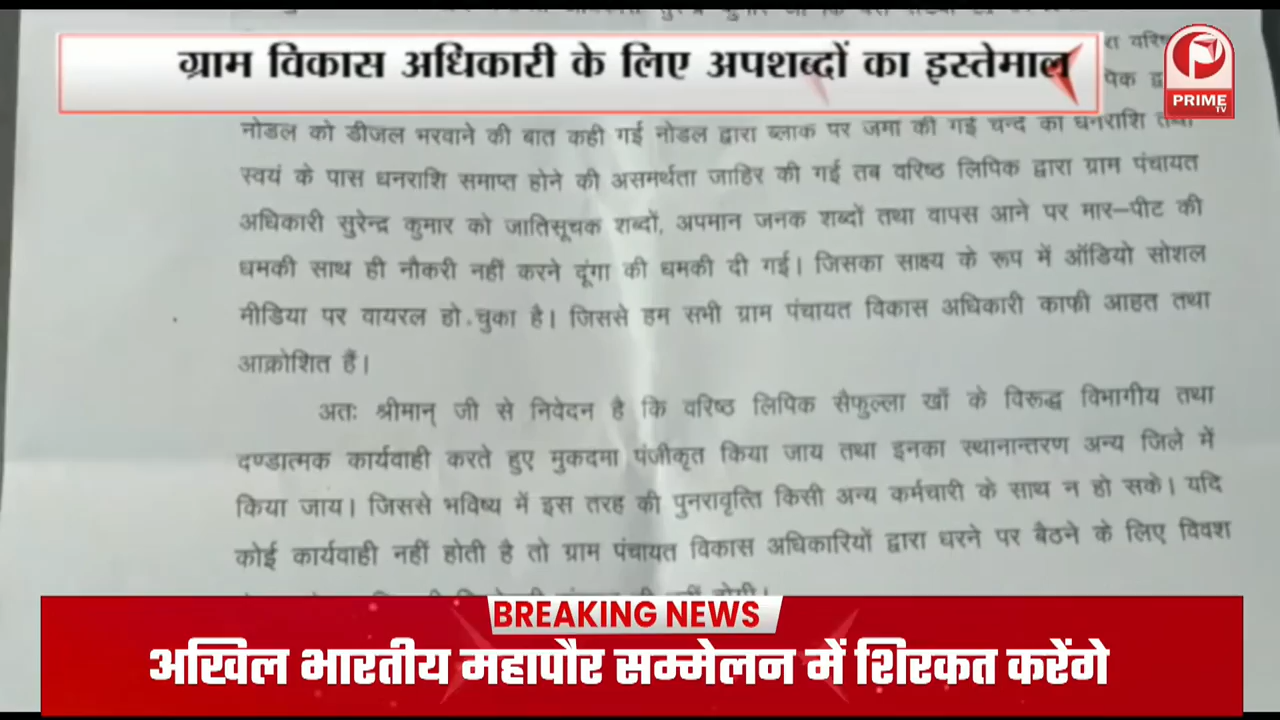 ग्राम विकास अधिकारी के लिए अपशब्दों का इस्तेमाल
PRIME
TV
नोडल को डीजल भरवाने की बात कही गई नोडल द्वारा ब्लाक पर जमा की गई चन्दे का धनराशि तथा
स्वयं के पास धनराशि समाप्त होने की असमर्थता जाहिर की गई तब वरिष्ठ लिपिक द्वारा ग्राम पंचायत
अधिकारी सुरेन्द्र कुमार को जातिसूचक शब्दों, अपमान जनक शब्दों तथा वापस आने पर मार-पीट की
धमकी साथ ही नौकरी नहीं करने दूंगा की धमकी दी गई। जिसका साक्ष्य के रूप में ऑडियो सोशल
मीडिया पर वायरल हो चुका है। जिससे हम सभी ग्राम पंचायत विकास अधिकारी काफी आहत तथा
आक्रोशित हैं।
अतः श्रीमान् जी से निवेदन है कि वरिष्ठ लिपिक सैफुल्ला खाँ के विरूद्ध विभागीय तथा
दण्डात्मक कार्यवाही करते हुए मुकदमा पंजीकृत किया जाय तथा इनका स्थानान्तरण अन्य जिले में
किया जाय। जिससे भविष्य में इस तरह की पुनरावृत्ति किसी अन्य कर्मचारी के साथ न हो सके। यदि
कोई कार्यवाही नहीं होती है तो ग्राम पंचायत विकास अधिकारियों द्वारा धरने पर बैठने के लिए विवश
BREAKING NEWS
अखिल भारतीय महापौर सम्मेलन में शिरकत करेंगे